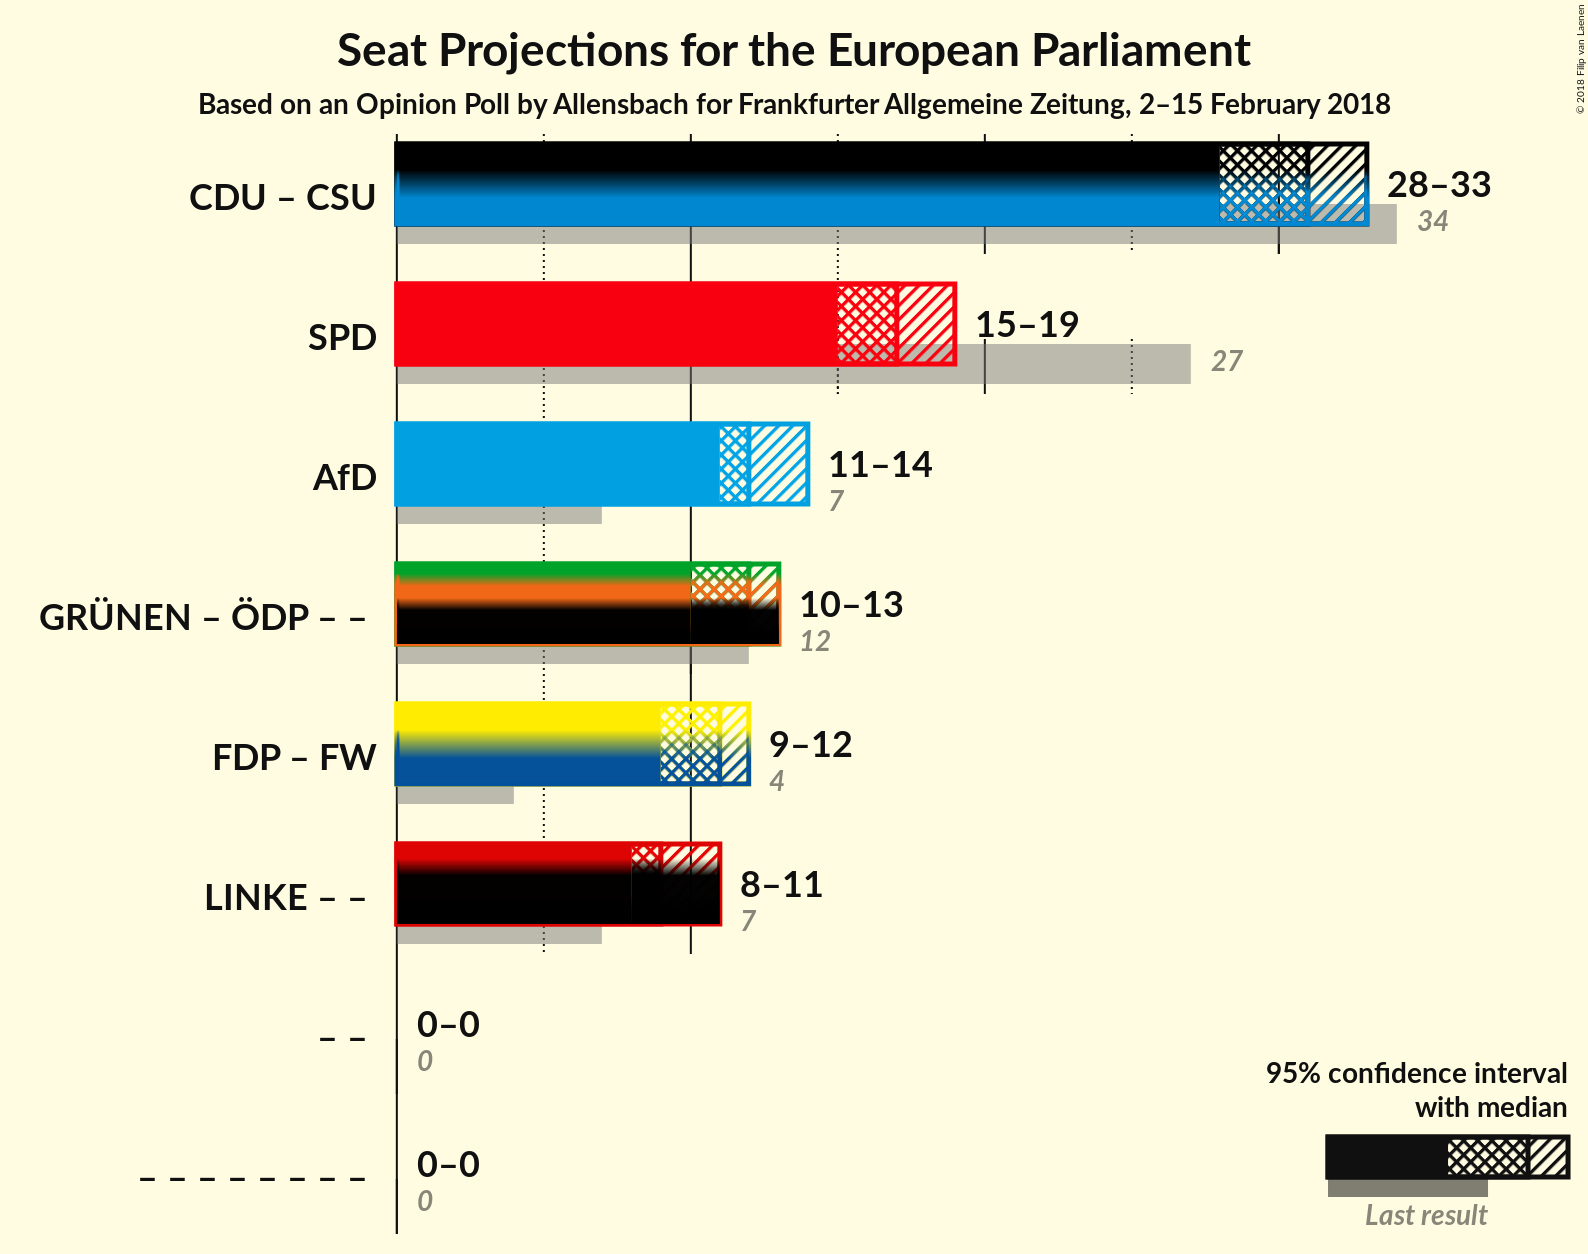 Seat Projections for the European Parliament
Based on an Opinion Poll by Allensbach for Frankfurter Allgemeine Zeitung, 2–15 February 2018
© 2018 Filip van Laenen
CDU – CSU
28–33
34
SPD
15–19
27
AfD
11–14
7
GRÜNEN – ÖDP – –
10–13
12
FDP – FW
9–12
4
LINKE – –
8–11
7
– –
0–0
0
– – – – – – – –
0–0
0
95% confidence interval
with median
Last result